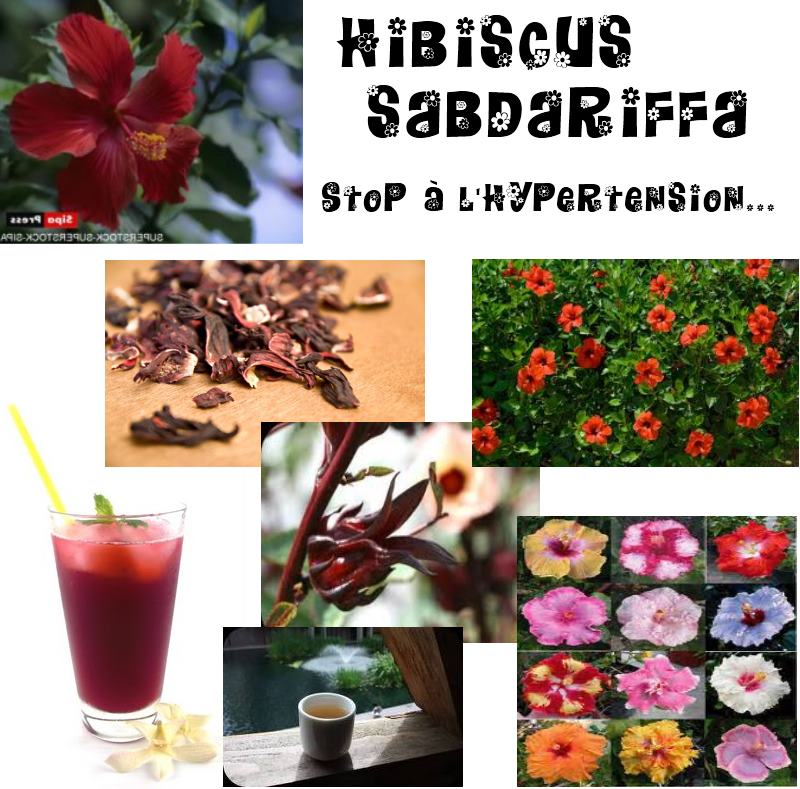 HiBiSCUS
SaBDaRiFFa
StoP à L'HYPeRteNSioN...
Sipa Press
SUPERSTOCK-SUPERSTOCK-SIPA